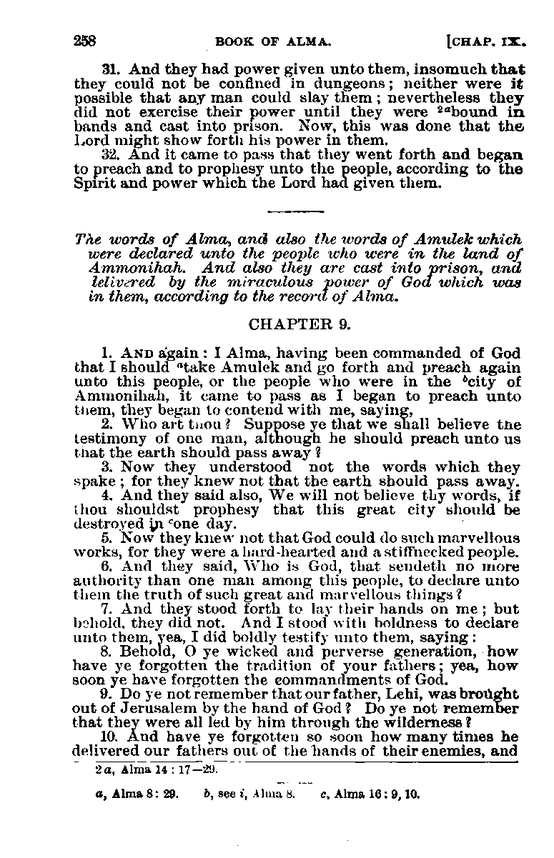 258 BOOK OF ALMA. [CHAP. IX.
31. And they had power given unto them, insomuch that
they could not be confined in dungeons; neither were it
possible that any man could slay them; nevertheless they
did not exercise their power until they were ²ᵃbound in
bands and cast into prison. Now, this was done that the
Lord might show forth his power in them.
32. And it came to pass that they went forth and began
to preach and to prophesy unto the people, according to the
Spirit and power which the Lord had given them.
The words of Alma, and also the words of Amulek which
were declared unto the people who were in the land of
Ammonihah. And also they are cast into prison, and
lelivered by the miraculous power of God which was
in them, according to the record of Alma.
CHAPTER 9.
1. AND again: I Alma, having been commanded of God
that I should ᵃtake Amulek and go forth and preach again
unto this people, or the people who were in the ᵇcity of
Ammonihah, it came to pass as I began to preach unto
them, they began to contend with me, saying,
2. Who art thou? Suppose ye that we shall believe the
testimony of one man, although he should preach unto us
that the earth should pass away?
3. Now they understood not the words which they
spake; for they knew not that the earth should pass away.
4. And they said also, We will not believe thy words, if
thou shouldst prophesy that this great city should be
destroyed in ᶜone day.
5. Now they knew not that God could do such marvellous
works, for they were a hard-hearted and a stiffnecked people.
6. And they said, Who is God, that sendeth no more
authority than one man among this people, to declare unto
them the truth of such great and marvellous things?
7. And they stood forth to lay their hands on me; but
behold, they did not. And I stood with boldness to declare
unto them, yea, I did boldly testify unto them, saying:
8. Behold, O ye wicked and perverse generation, how
have ye forgotten the tradition of your fathers; yea, how
soon ye have forgotten the commandments of God.
9. Do ye not remember that our father, Lehi, was brought
out of Jerusalem by the hand of God? Do ye not remember
that they were all led by him through the wilderness?
10. And have ye forgotten so soon how many times he
delivered our fathers out of the hands of their enemies, and
2 a, Alma 14: 17—29.
a, Alma 8: 29. b, see i, Alma 8. c, Alma 16: 9, 10.